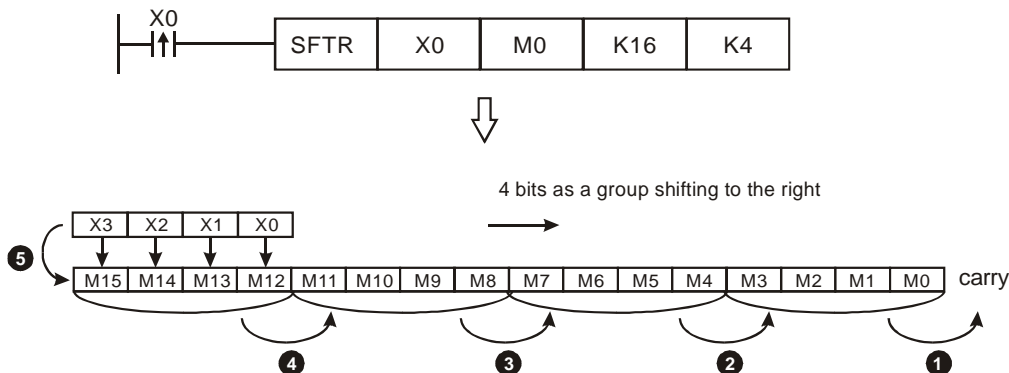 X0
SFTR X0 M0 K16 K4
4 bits as a group shifting to the right
X3 X2 X1 X0
5
M15 M14 M13 M12 M11 M10 M9 M8 M7 M6 M5 M4 M3 M2 M1 M0 carry
4 3 2 1